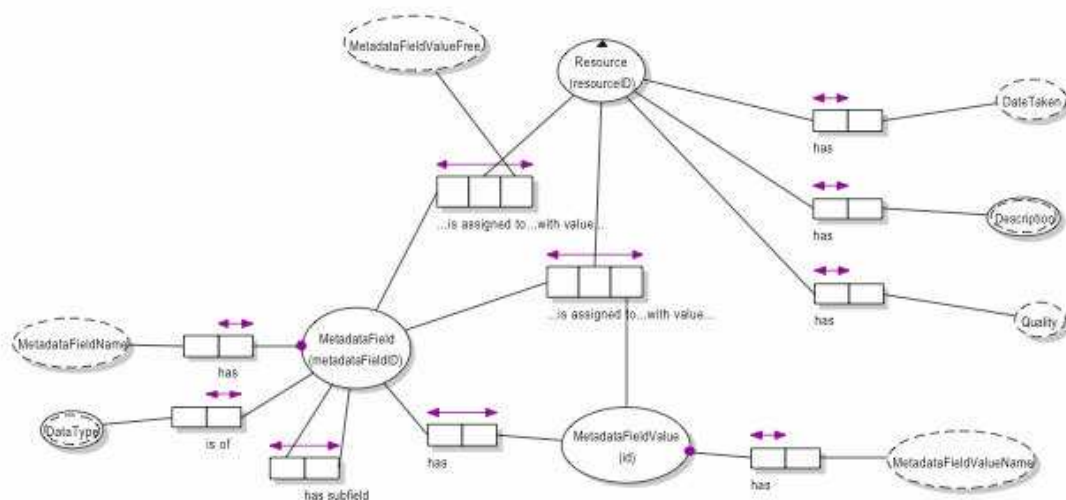 MetadataFieldValueFree
Resource
(resourceID)
DateTaken
has
...is assigned to...with value...
has
Description
...is assigned to...with value...
has
Quality
MetadataFieldName
has
MetadataField
(metadataFieldID)
DataType
is of
has subfield
has
MetadataFieldValue
(id)
has
MetadataFieldValueName